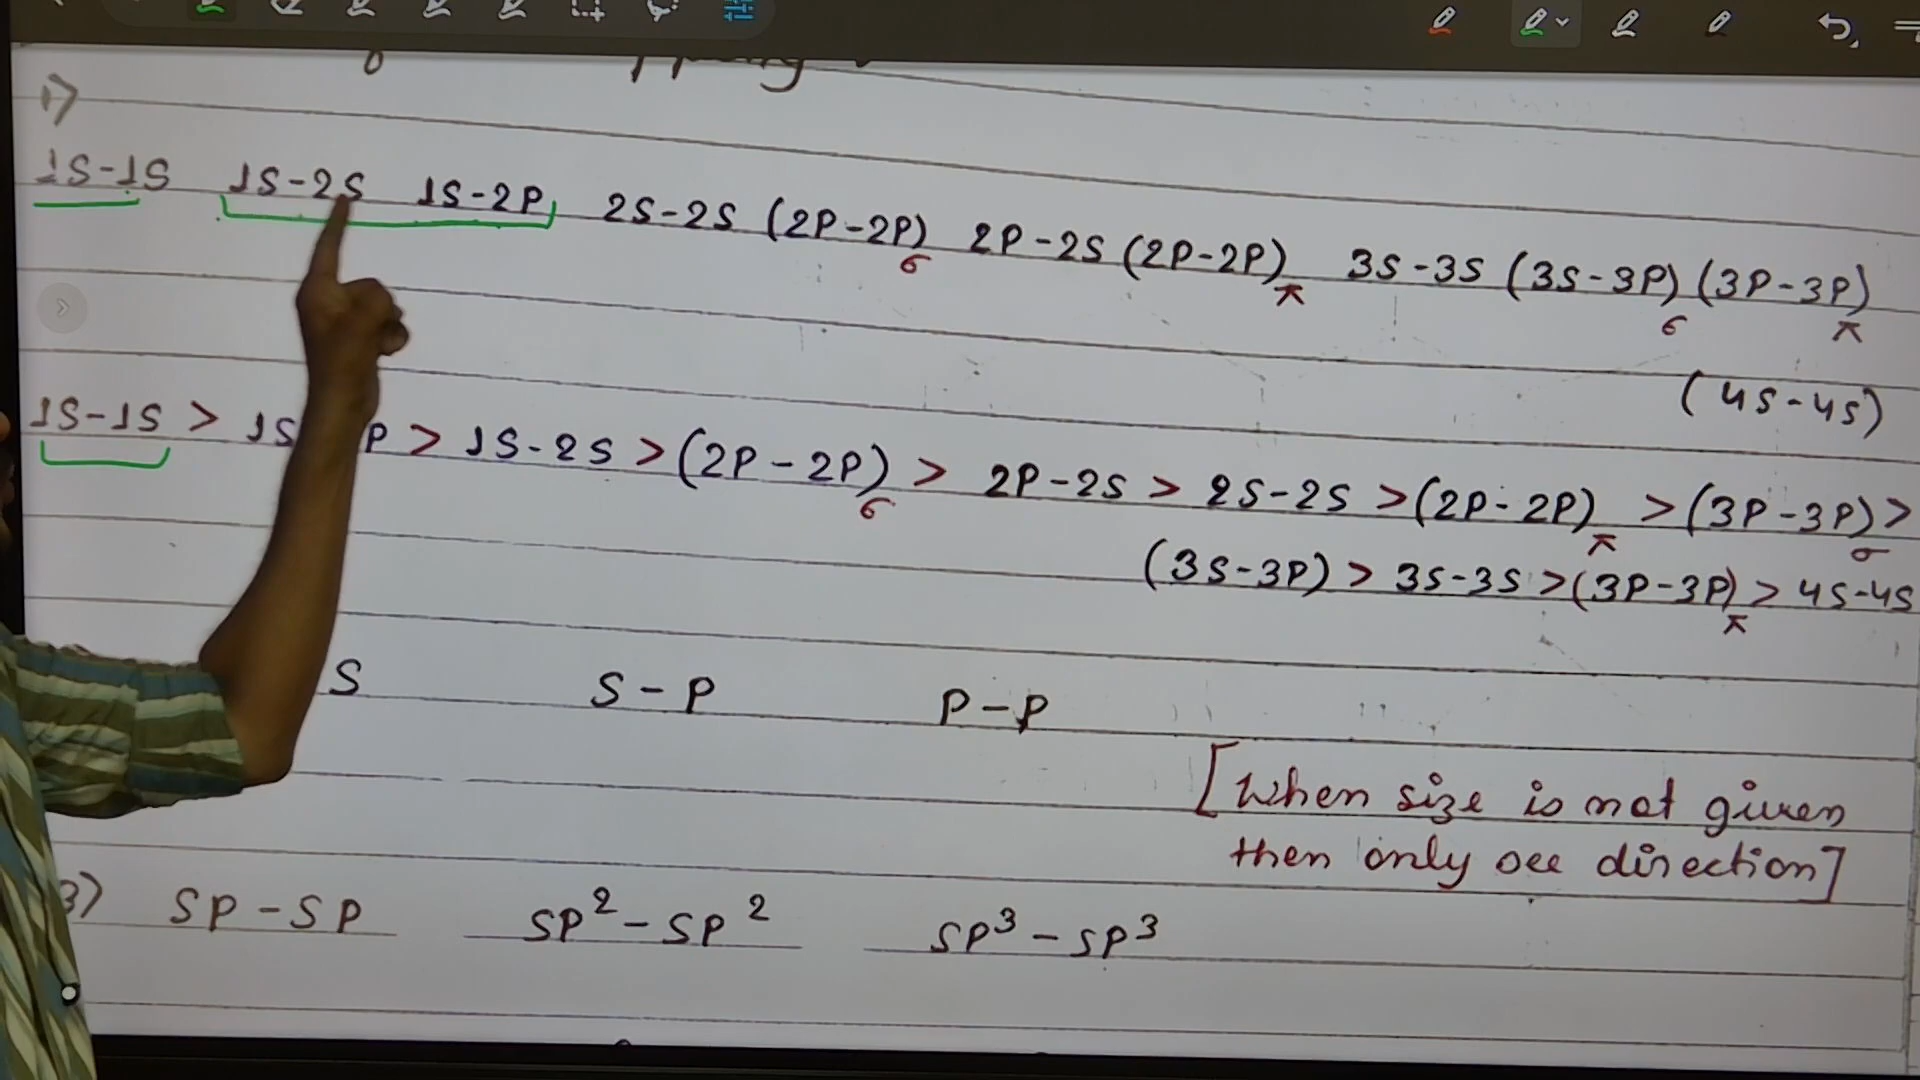 1)
1S-1S 1S-2S 1S-2P 2S-2S (2P-2P)σ 2P-2S (2P-2P)π 3S-3S (3S-3P)σ (3P-3P)π
(4S-4S)
1S-1S > 1S P > 1S-2S > (2P-2P)σ > 2P-2S > 2S-2S > (2P-2P)π > (3P-3P)σ >
(3S-3P) > 3S-3S > (3P-3P)π > 4S-4S
S S-P P-P
[When size is not given
then only see direction]
3) SP-SP SP²-SP² SP³-SP³